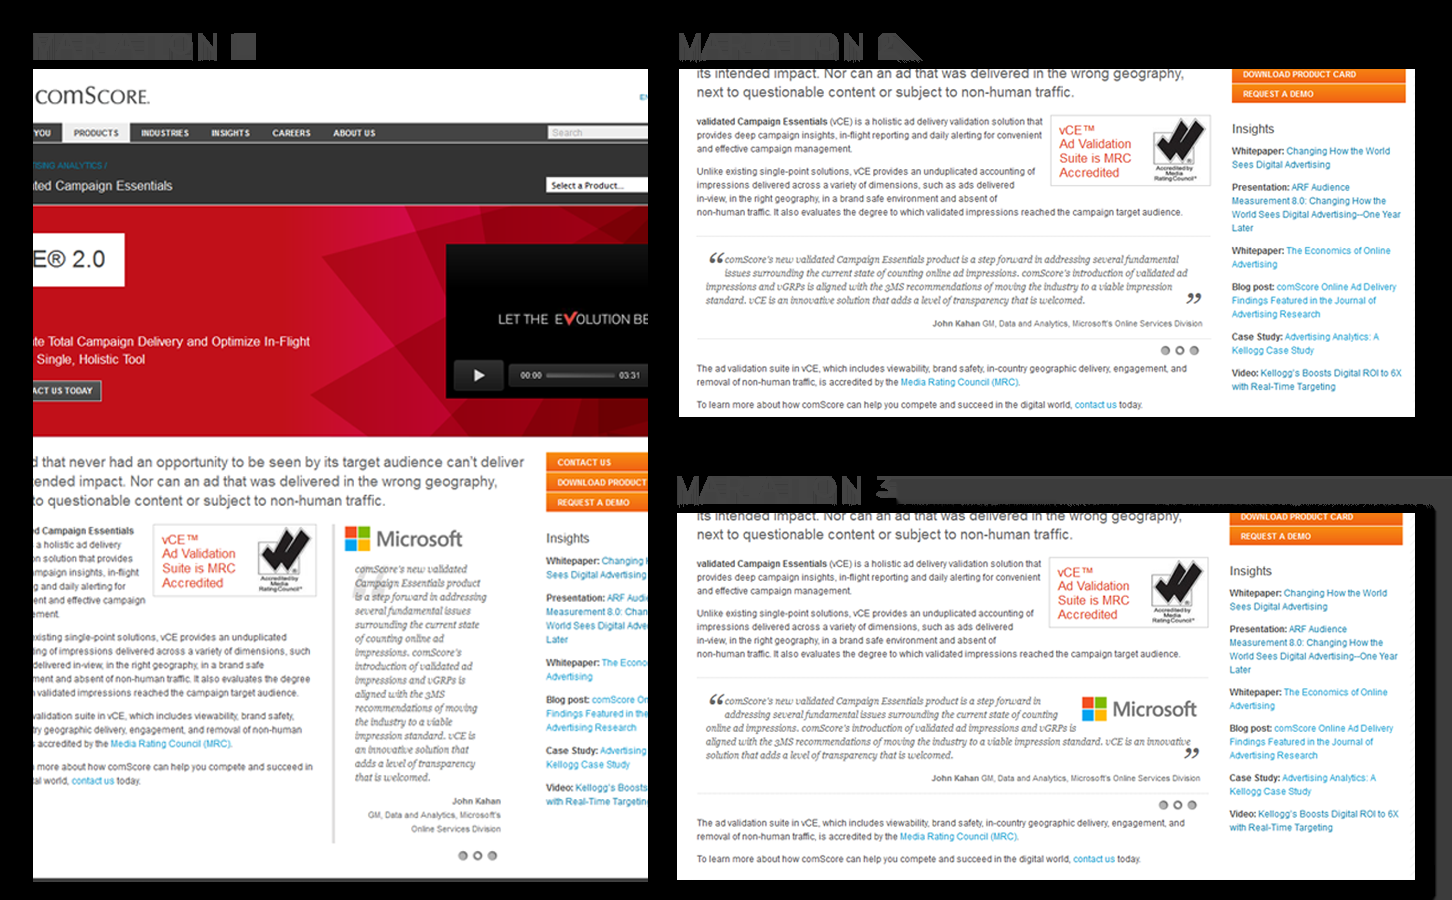 VARIATION 1
comSCORE.
YOU PRODUCTS INDUSTRIES INSIGHTS CAREERS ABOUT US Search
ISING ANALYTICS /
ted Campaign Essentials Select a Product...
E® 2.0
LET THE EVOLUTION BE
te Total Campaign Delivery and Optimize In-Flight
Single, Holistic Tool
ACT US TODAY
00:00 03:31
d that never had an opportunity to be seen by its target audience can't deliver
tended impact. Nor can an ad that was delivered in the wrong geography,
to questionable content or subject to non-human traffic.
CONTACT US
DOWNLOAD PRODUCT
REQUEST A DEMO
ed Campaign Essentials
a holistic ad delivery
on solution that provides
mpaign insights, in-flight
g and daily alerting for
ent and effective campaign
ement.
vCE™
Ad Validation
Suite is MRC
Accredited
Accredited by
Media
Rating Council®
existing single-point solutions, vCE provides an unduplicated
ing of impressions delivered across a variety of dimensions, such
delivered in-view, in the right geography, in a brand safe
ment and absent of non-human traffic. It also evaluates the degree
validated impressions reached the campaign target audience.
validation suite in vCE, which includes viewability, brand safety,
try geographic delivery, engagement, and removal of non-human
s accredited by the Media Rating Council (MRC).
more about how comScore can help you compete and succeed in
al world, contact us today.
Microsoft
comScore's new validated
Campaign Essentials product
is a step forward in addressing
several fundamental issues
surrounding the current state
of counting online ad
impressions. comScore's
introduction of validated ad
impressions and vGRPs is
aligned with the 3MS
recommendations of moving
the industry to a viable
impression standard. vCE is
an innovative solution that
adds a level of transparency
that is welcomed.
John Kahan
GM, Data and Analytics, Microsoft's
Online Services Division
Insights
Whitepaper: Changing H
Sees Digital Advertising
Presentation: ARF Audie
Measurement 8.0: Chan
World Sees Digital Adve
Later
Whitepaper: The Econo
Advertising
Blog post: comScore On
Findings Featured in the
Advertising Research
Case Study: Advertising
Kellogg Case Study
Video: Kellogg's Boosts
with Real-Time Targetin
VARIATION 2
its intended impact. Nor can an ad that was delivered in the wrong geography,
next to questionable content or subject to non-human traffic.
DOWNLOAD PRODUCT CARD
REQUEST A DEMO
validated Campaign Essentials (vCE) is a holistic ad delivery validation solution that
provides deep campaign insights, in-flight reporting and daily alerting for convenient
and effective campaign management.
Unlike existing single-point solutions, vCE provides an unduplicated accounting of
impressions delivered across a variety of dimensions, such as ads delivered
in-view, in the right geography, in a brand safe environment and absent of
non-human traffic. It also evaluates the degree to which validated impressions reached the campaign target audience.
vCE™
Ad Validation
Suite is MRC
Accredited
Accredited by
Media
Rating Council®
“comScore's new validated Campaign Essentials product is a step forward in addressing several fundamental
issues surrounding the current state of counting online ad impressions. comScore's introduction of validated ad
impressions and vGRPs is aligned with the 3MS recommendations of moving the industry to a viable impression
standard. vCE is an innovative solution that adds a level of transparency that is welcomed. ”
John Kahan GM, Data and Analytics, Microsoft's Online Services Division
The ad validation suite in vCE, which includes viewability, brand safety, in-country geographic delivery, engagement, and
removal of non-human traffic, is accredited by the Media Rating Council (MRC).
To learn more about how comScore can help you compete and succeed in the digital world, contact us today.
Insights
Whitepaper: Changing How the World
Sees Digital Advertising
Presentation: ARF Audience
Measurement 8.0: Changing How the
World Sees Digital Advertising--One Year
Later
Whitepaper: The Economics of Online
Advertising
Blog post: comScore Online Ad Delivery
Findings Featured in the Journal of
Advertising Research
Case Study: Advertising Analytics: A
Kellogg Case Study
Video: Kellogg's Boosts Digital ROI to 6X
with Real-Time Targeting
VARIATION 3
its intended impact. Nor can an ad that was delivered in the wrong geography,
next to questionable content or subject to non-human traffic.
DOWNLOAD PRODUCT CARD
REQUEST A DEMO
validated Campaign Essentials (vCE) is a holistic ad delivery validation solution that
provides deep campaign insights, in-flight reporting and daily alerting for convenient
and effective campaign management.
Unlike existing single-point solutions, vCE provides an unduplicated accounting of
impressions delivered across a variety of dimensions, such as ads delivered
in-view, in the right geography, in a brand safe environment and absent of
non-human traffic. It also evaluates the degree to which validated impressions reached the campaign target audience.
vCE™
Ad Validation
Suite is MRC
Accredited
Accredited by
Media
Rating Council®
“comScore's new validated Campaign Essentials product is a step forward in
addressing several fundamental issues surrounding the current state of counting
online ad impressions. comScore's introduction of validated ad impressions and vGRPs is
aligned with the 3MS recommendations of moving the industry to a viable impression standard. vCE is an innovative
solution that adds a level of transparency that is welcomed. ”
Microsoft
John Kahan GM, Data and Analytics, Microsoft's Online Services Division
The ad validation suite in vCE, which includes viewability, brand safety, in-country geographic delivery, engagement, and
removal of non-human traffic, is accredited by the Media Rating Council (MRC).
To learn more about how comScore can help you compete and succeed in the digital world, contact us today.
Insights
Whitepaper: Changing How the World
Sees Digital Advertising
Presentation: ARF Audience
Measurement 8.0: Changing How the
World Sees Digital Advertising--One Year
Later
Whitepaper: The Economics of Online
Advertising
Blog post: comScore Online Ad Delivery
Findings Featured in the Journal of
Advertising Research
Case Study: Advertising Analytics: A
Kellogg Case Study
Video: Kellogg's Boosts Digital ROI to 6X
with Real-Time Targeting